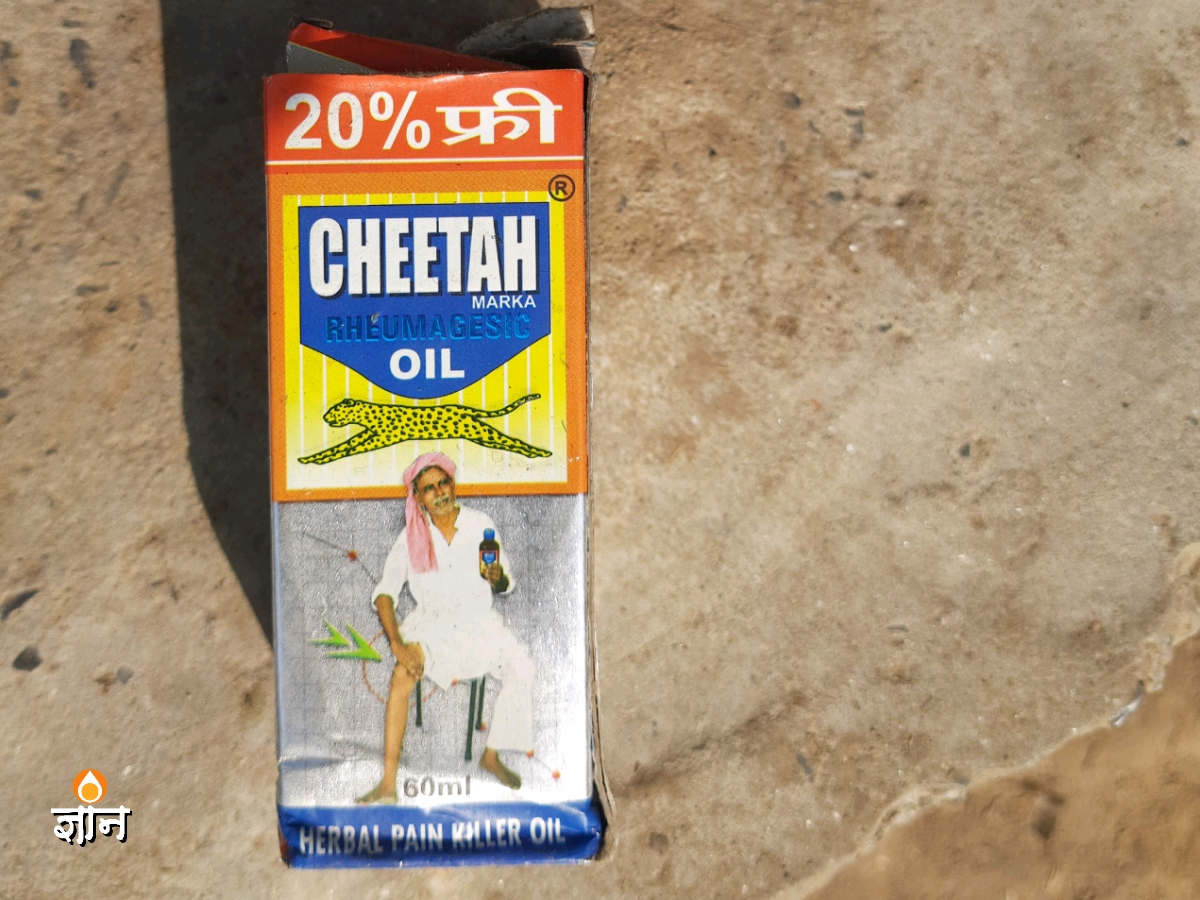 20% फ्री
®
CHEETAH
MARKA
RHEUMAGESIC
OIL
60ml
HERBAL PAIN KILLER OIL
ज्ञान